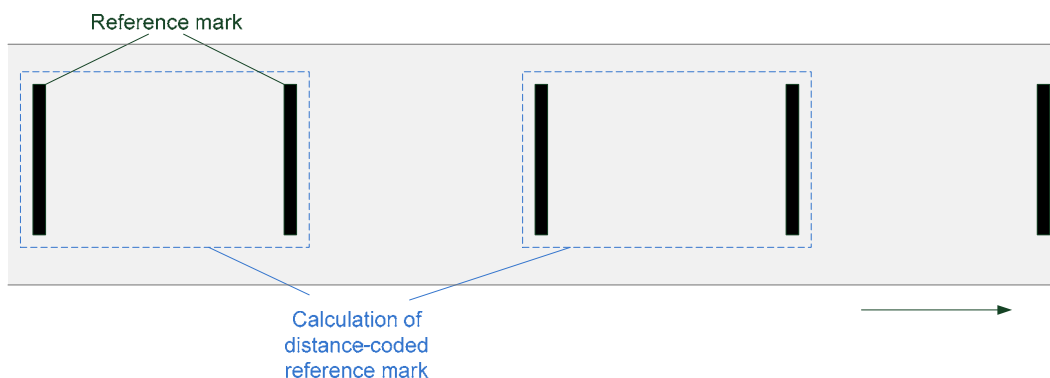 Reference mark
Calculation of
distance-coded
reference mark